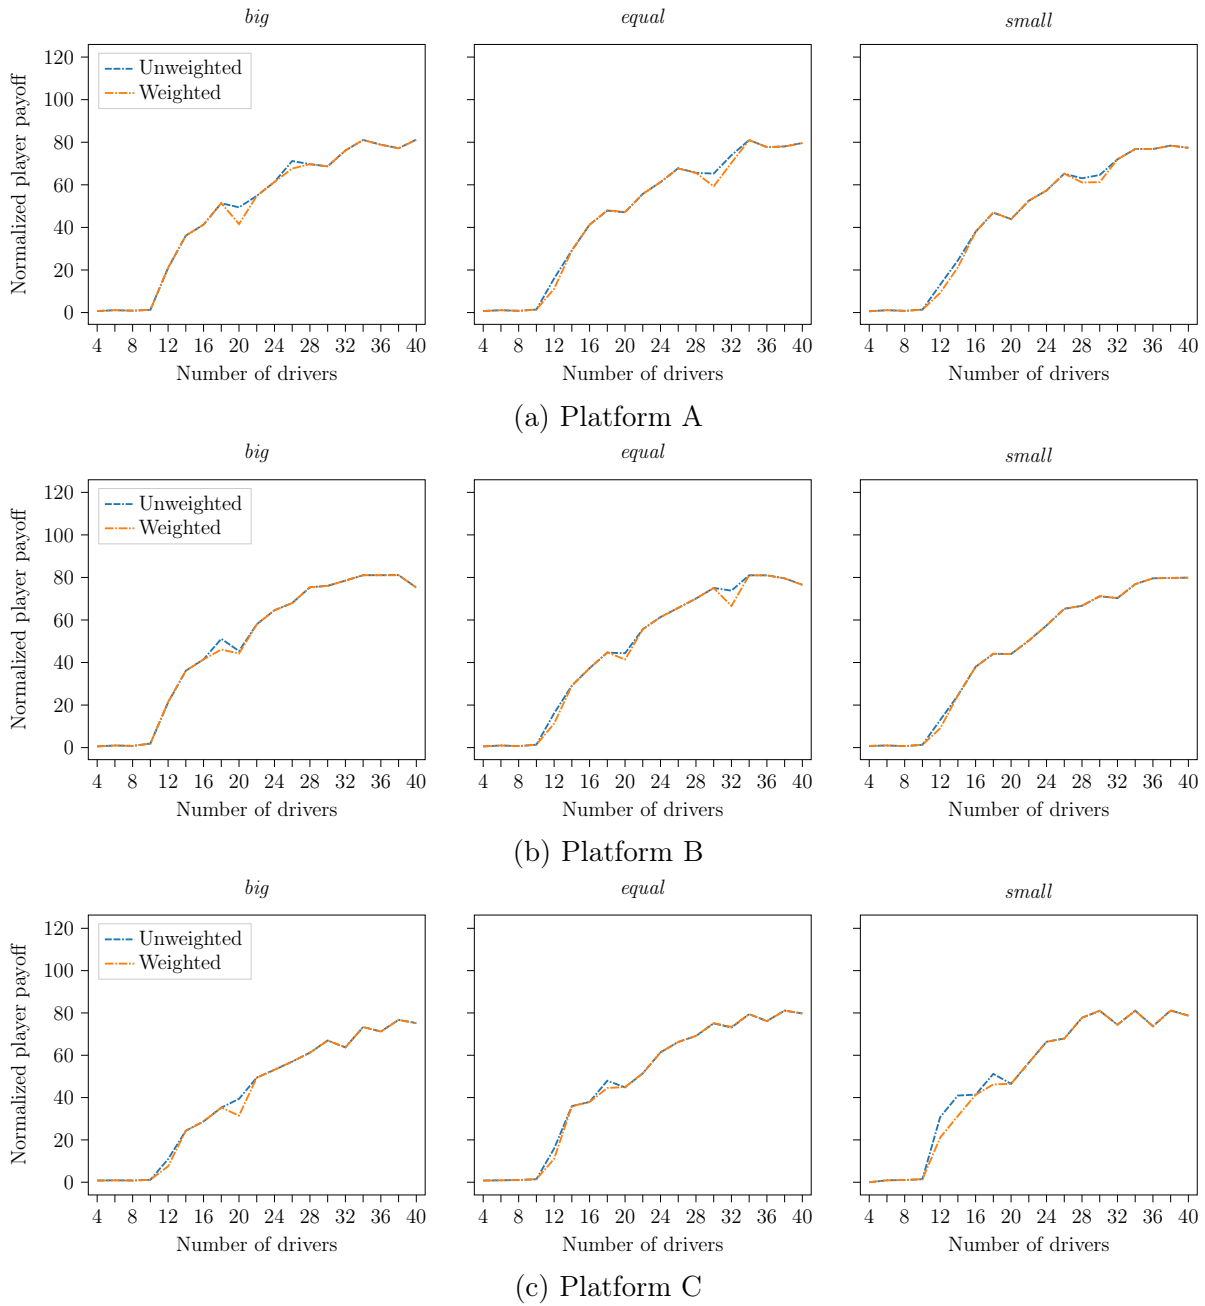 big equal small
Normalized player payoff
120
100
80
60
40
20
0
Unweighted
Weighted
4 8 12 16 20 24 28 32 36 40
4 8 12 16 20 24 28 32 36 40
4 8 12 16 20 24 28 32 36 40
Number of drivers Number of drivers Number of drivers
(a) Platform A
big equal small
Normalized player payoff
120
100
80
60
40
20
0
Unweighted
Weighted
4 8 12 16 20 24 28 32 36 40
4 8 12 16 20 24 28 32 36 40
4 8 12 16 20 24 28 32 36 40
Number of drivers Number of drivers Number of drivers
(b) Platform B
big equal small
Normalized player payoff
120
100
80
60
40
20
0
Unweighted
Weighted
4 8 12 16 20 24 28 32 36 40
4 8 12 16 20 24 28 32 36 40
4 8 12 16 20 24 28 32 36 40
Number of drivers Number of drivers Number of drivers
(c) Platform C